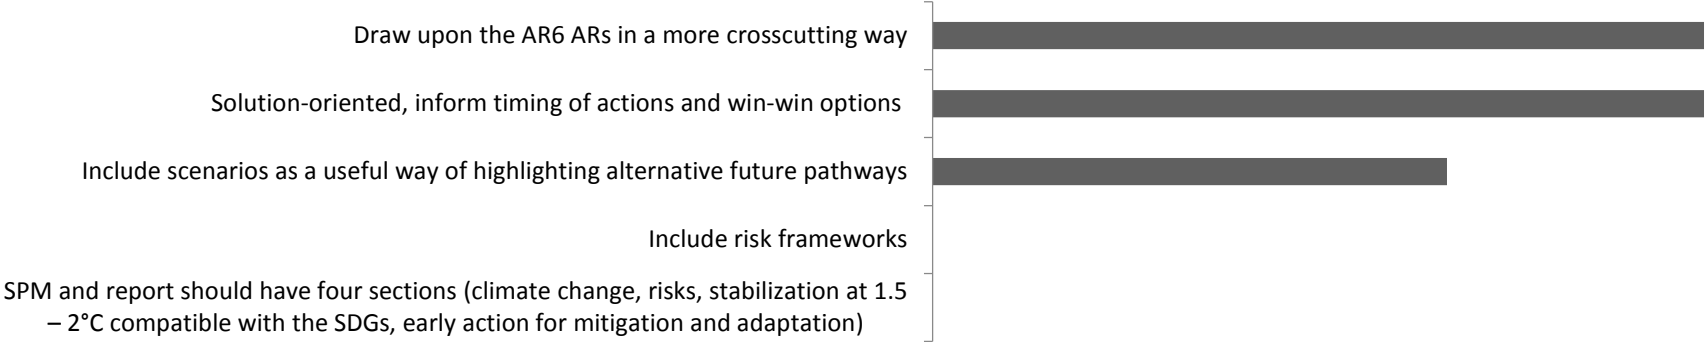 Draw upon the AR6 ARs in a more crosscutting way
Solution-oriented, inform timing of actions and win-win options
Include scenarios as a useful way of highlighting alternative future pathways
Include risk frameworks
SPM and report should have four sections (climate change, risks, stabilization at 1.5
– 2°C compatible with the SDGs, early action for mitigation and adaptation)